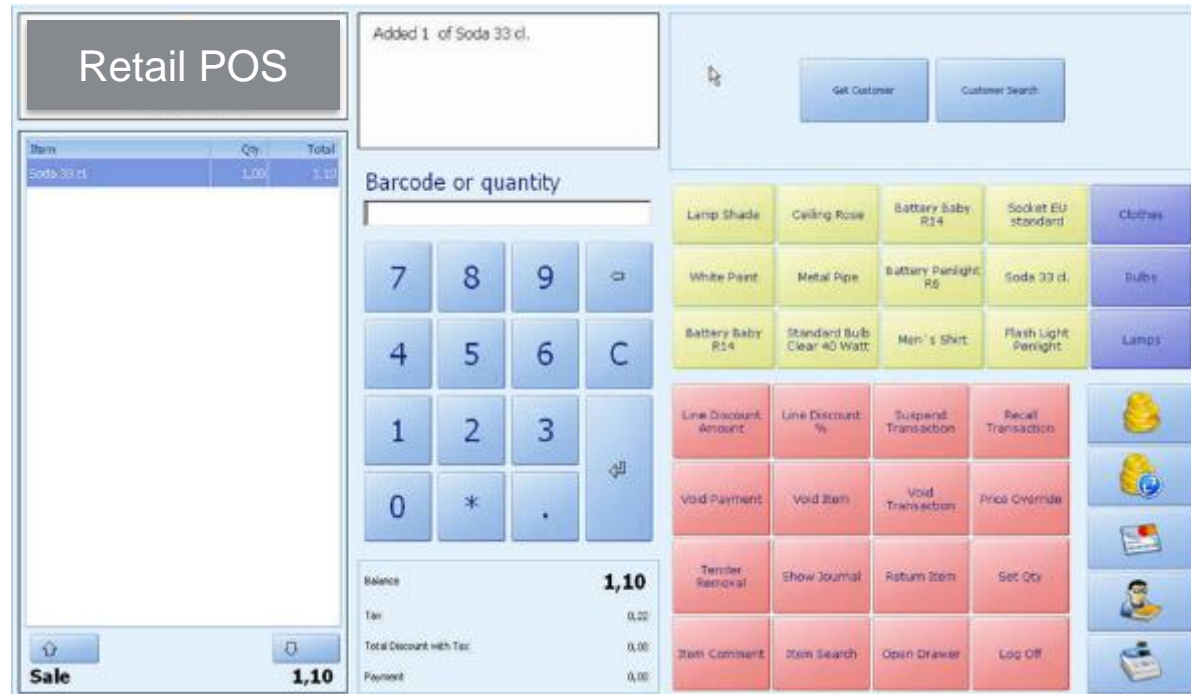 Retail POS
Item Qty. Total
Soda 33 cl 1,00 1,10
Sale 1,10
Added 1 of Soda 33 cl.
Barcode or quantity
7 8 9
4 5 6 C
1 2 3
0 * .
Balance 1,10
Tax 0,22
Total Discount with Tax 0,00
Payment 0,00
Get Customer Customer Search
Lamp Shade
Ceiling Rose
Battery Baby
R14
Socket EU
standard
Clothes
White Paint
Metal Pipe
Battery Penlight
R6
Soda 33 cl.
Bulbs
Battery Baby
R14
Standard Bulb
Clear 40 Watt
Men`s Shirt
Flash Light
Penlight
Lamps
Line Discount
Amount
Line Discount
%
Suspend
Transaction
Recall
Transaction
Void Payment
Void Item
Void
Transaction
Price Override
Tender
Removal
Show Journal
Return Item
Set Qty
Item Comment
Item Search
Open Drawer
Log Off